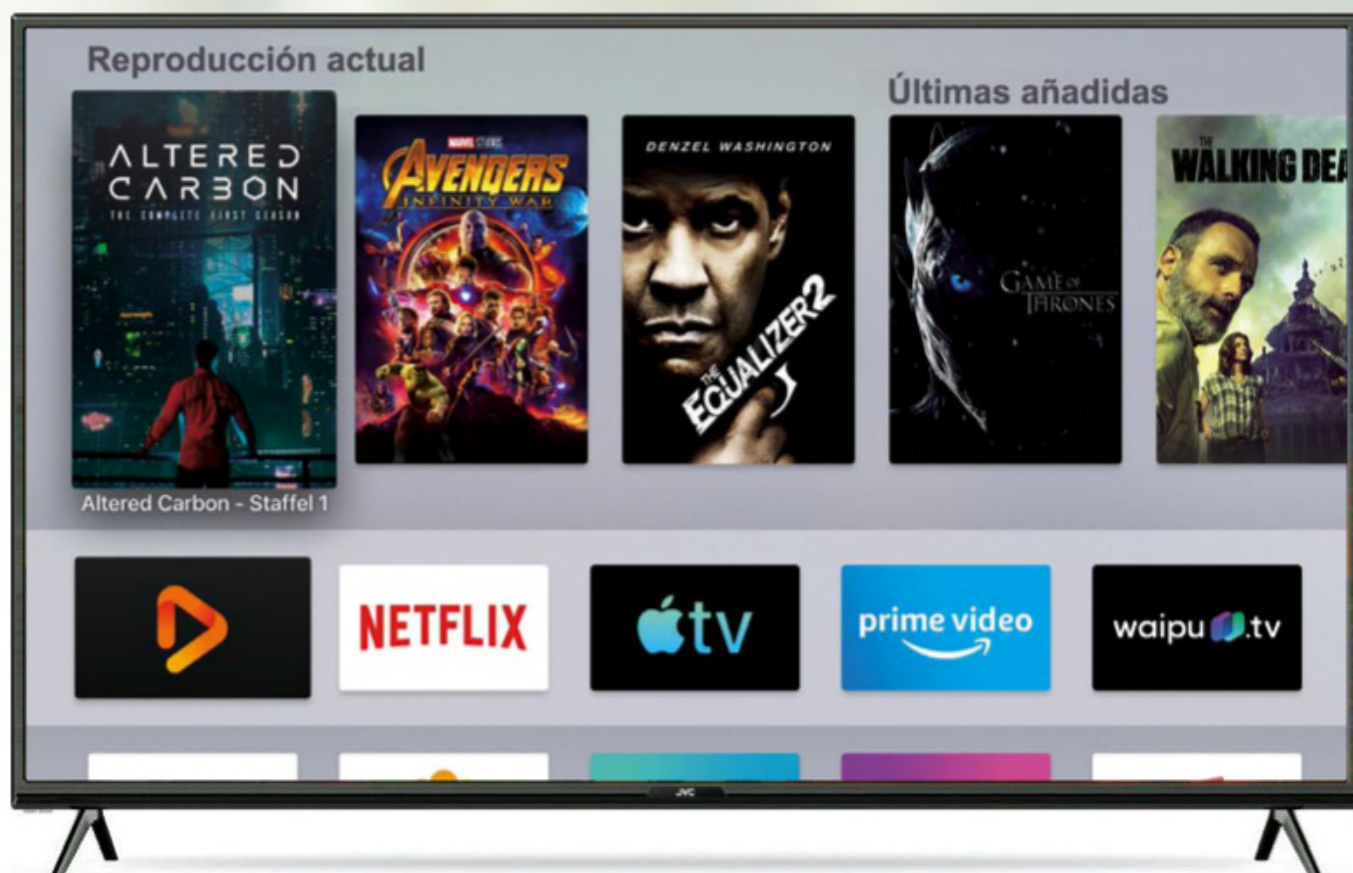 Reproducción actual
Últimas añadidas
ALTERED
CARBON
THE COMPLETE FIRST SEASON
MARVEL STUDIOS
AVENGERS
INFINITY WAR
DENZEL WASHINGTON
THE
EQUALIZER 2
GAME OF
THRONES
THE
WALKING DEA
Altered Carbon - Staffel 1
NETFLIX
tv
prime video
waipu.tv
JVC